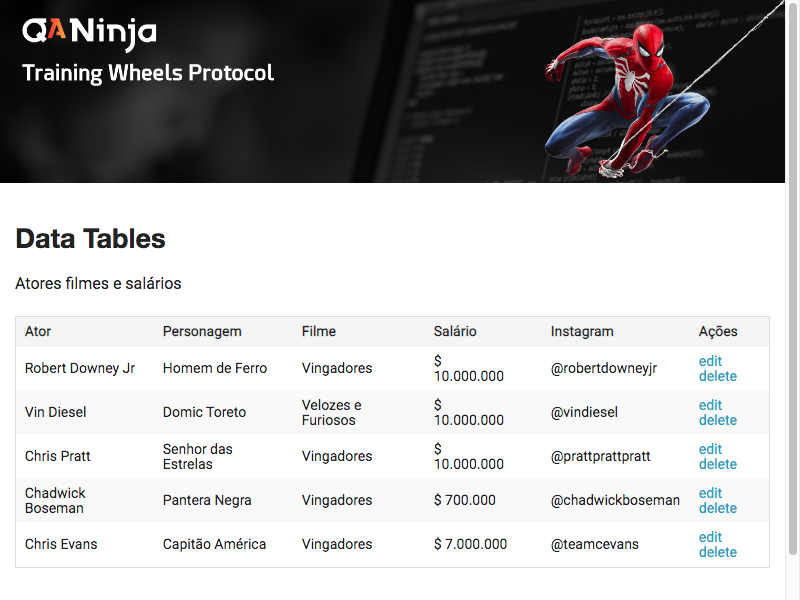 QANinja
Training Wheels Protocol
Data Tables
Atores filmes e salários
Ator Personagem Filme Salário Instagram Ações
Robert Downey Jr Homem de Ferro Vingadores $ 10.000.000 @robertdowneyjr edit delete
Vin Diesel Domic Toreto Velozes e Furiosos $ 10.000.000 @vindiesel edit delete
Chris Pratt Senhor das Estrelas Vingadores $ 10.000.000 @prattprattpratt edit delete
Chadwick Boseman Pantera Negra Vingadores $ 700.000 @chadwickboseman edit delete
Chris Evans Capitão América Vingadores $ 7.000.000 @teamcevans edit delete